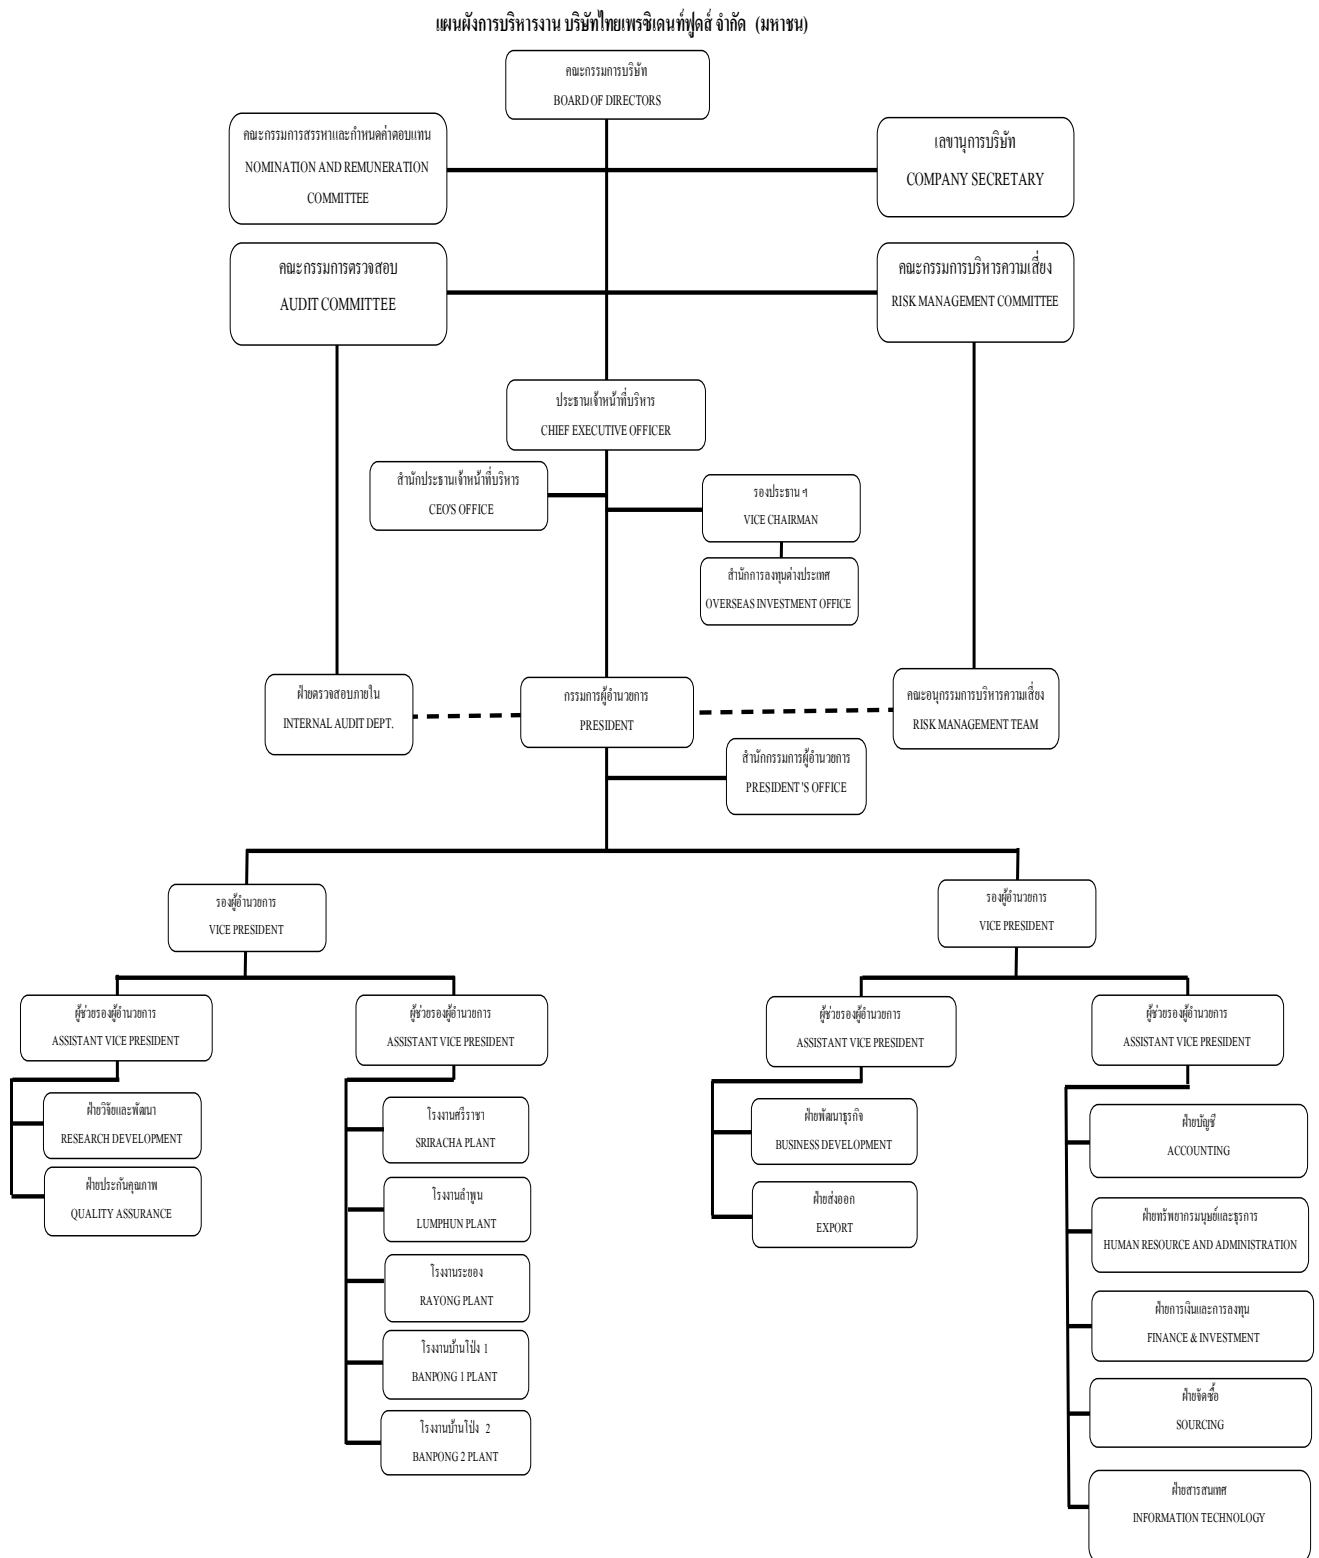 แผนผังการบริหารงาน บริษัทไทยเพรซิเดนท์ฟูดส์ จำกัด (มหาชน)
คณะกรรมการบริษัท
BOARD OF DIRECTORS
คณะกรรมการสรรหาและกำหนดค่าตอบแทน
NOMINATION AND REMUNERATION
COMMITTEE
เลขานุการบริษัท
COMPANY SECRETARY
คณะกรรมการตรวจสอบ
AUDIT COMMITTEE
คณะกรรมการบริหารความเสี่ยง
RISK MANAGEMENT COMMITTEE
ประธานเจ้าหน้าที่บริหาร
CHIEF EXECUTIVE OFFICER
สำนักประธานเจ้าหน้าที่บริหาร
CEO'S OFFICE
รองประธาน ฯ
VICE CHAIRMAN
สำนักการลงทุนต่างประเทศ
OVERSEAS INVESTMENT OFFICE
ฝ่ายตรวจสอบภายใน
INTERNAL AUDIT DEPT.
กรรมการผู้อำนวยการ
PRESIDENT
คณะอนุกรรมการบริหารความเสี่ยง
RISK MANAGEMENT TEAM
สำนักกรรมการผู้อำนวยการ
PRESIDENT'S OFFICE
รองผู้อำนวยการ
VICE PRESIDENT
รองผู้อำนวยการ
VICE PRESIDENT
ผู้ช่วยรองผู้อำนวยการ
ASSISTANT VICE PRESIDENT
ผู้ช่วยรองผู้อำนวยการ
ASSISTANT VICE PRESIDENT
ผู้ช่วยรองผู้อำนวยการ
ASSISTANT VICE PRESIDENT
ผู้ช่วยรองผู้อำนวยการ
ASSISTANT VICE PRESIDENT
ฝ่ายวิจัยและพัฒนา
RESEARCH DEVELOPMENT
ฝ่ายประกันคุณภาพ
QUALITY ASSURANCE
โรงงานศรีราชา
SRIRACHA PLANT
โรงงานลำพูน
LUMPHUN PLANT
โรงงานระยอง
RAYONG PLANT
โรงงานบ้านโป่ง 1
BANPONG 1 PLANT
โรงงานบ้านโป่ง 2
BANPONG 2 PLANT
ฝ่ายพัฒนาธุรกิจ
BUSINESS DEVELOPMENT
ฝ่ายส่งออก
EXPORT
ฝ่ายบัญชี
ACCOUNTING
ฝ่ายทรัพยากรมนุษย์และธุรการ
HUMAN RESOURCE AND ADMINISTRATION
ฝ่ายการเงินและการลงทุน
FINANCE & INVESTMENT
ฝ่ายจัดซื้อ
SOURCING
ฝ่ายสารสนเทศ
INFORMATION TECHNOLOGY